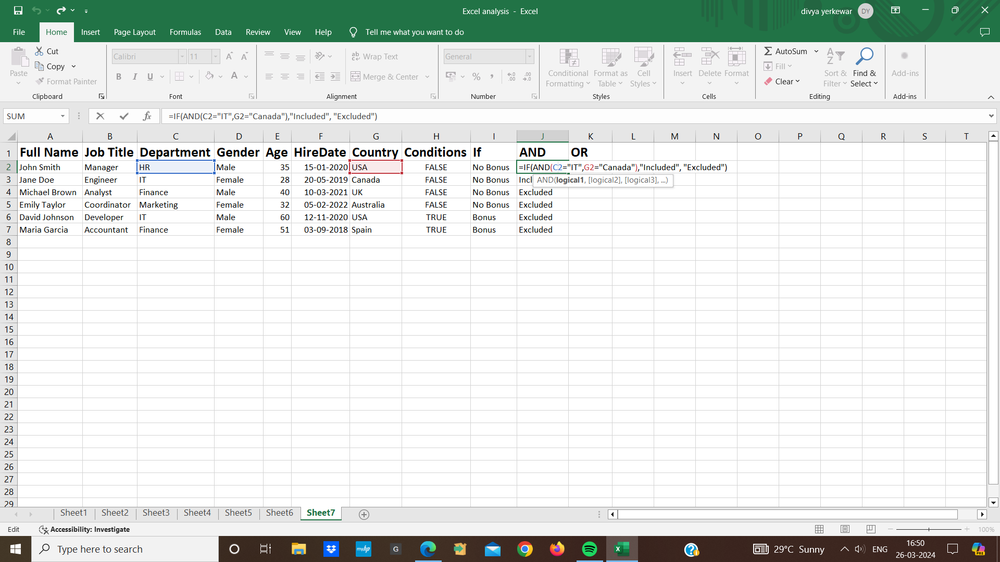 Excel analysis - Excel
divya yerkewar DY
File Home Insert Page Layout Formulas Data Review View Help Tell me what you want to do
Paste
Cut
Copy
Format Painter
Clipboard
Calibri 11 A A
B I U A
Font
ab Wrap Text
Merge & Center
Alignment
General
% ,
Number
Conditional Formatting
Format as Table
Cell Styles
Styles
Insert Delete Format
Cells
AutoSum
Fill
Clear
Sort & Filter
Find & Select
Editing
Add-ins
Add-ins
SUM fx =IF(AND(C2="IT",G2="Canada"),"Included", "Excluded")
A B C D E F G H I J K L M N O P Q R S T
1 Full Name Job Title Department Gender Age HireDate Country Conditions If AND OR
2 John Smith Manager HR Male 35 15-01-2020 USA FALSE No Bonus =IF(AND(C2="IT",G2="Canada"),"Included", "Excluded")
3 Jane Doe Engineer IT Female 28 20-05-2019 Canada FALSE No Bonus Incl AND(logical1, [logical2], [logical3], ...)
4 Michael Brown Analyst Finance Male 40 10-03-2021 UK FALSE No Bonus Excluded
5 Emily Taylor Coordinator Marketing Female 32 05-02-2022 Australia FALSE No Bonus Excluded
6 David Johnson Developer IT Male 60 12-11-2020 USA TRUE Bonus Excluded
7 Maria Garcia Accountant Finance Female 51 03-09-2018 Spain TRUE Bonus Excluded
8
9
10
11
12
13
14
15
16
17
18
19
20
21
22
23
24
25
26
27
28
29
Sheet1 Sheet2 Sheet3 Sheet4 Sheet5 Sheet6 Sheet7
Edit Accessibility: Investigate 100%
Type here to search myhp G 29°C Sunny ENG 16:50
26-03-2024
PRE